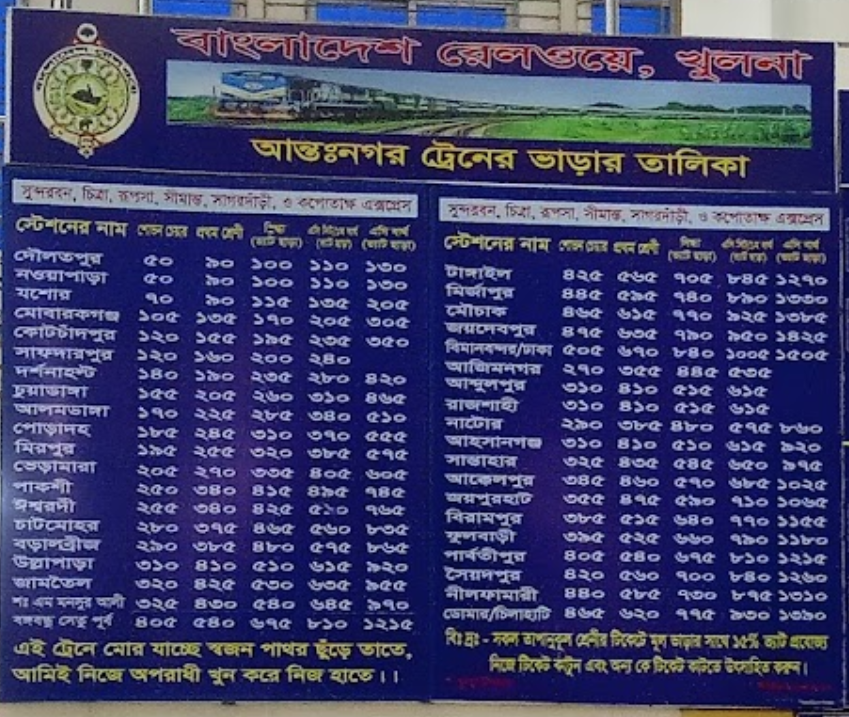 বাংলাদেশ রেলওয়ে, খুলনা
আন্তঃনগর ট্রেনের ভাড়ার তালিকা
সুন্দরবন, চিত্রা, রূপসা, সীমান্ত, সাগরদাঁড়ী, ও কপোতাক্ষ এক্সপ্রেস
স্টেশনের নাম শোভন চেয়ার প্রথম শ্রেণী স্নিগ্ধা (ভ্যাট ছাড়া) এসি সিট/১ম বার্থ (ভ্যাট ছাড়া) এসি বার্থ (ভ্যাট ছাড়া)
দৌলতপুর ৫০ ৯০ ১০০ ১১০ ১৩০
নওয়াপাড়া ৫০ ৯০ ১০০ ১১০ ১৩০
যশোর ৭০ ৯০ ১১৫ ১৩৫ ২০৫
মোবারকগঞ্জ ১০৫ ১৩৫ ১৭০ ২০৫ ৩০৫
কোটচাঁদপুর ১২০ ১৫৫ ১৯৫ ২৩৫ ৩৫০
সাফদারপুর ১২০ ১৬০ ২০০ ২৪০
দর্শনাহল্ট ১৪০ ১৯০ ২৩৫ ২৮০ ৪২০
চুয়াডাঙ্গা ১৫৫ ২০৫ ২৬০ ৩১০ ৪৬৫
আলমডাঙ্গা ১৭০ ২২৫ ২৮৫ ৩৪০ ৫১০
পোড়াদহ ১৮৫ ২৪৫ ৩১০ ৩৭০ ৫৫৫
মিরপুর ১৯৫ ২৫৫ ৩২০ ৩৮৫ ৫৭৫
ভেড়ামারা ২০৫ ২৭০ ৩৩৫ ৪০৫ ৬০৫
পাকশী ২৫০ ৩৪০ ৪১৫ ৪৯৫ ৭৪৫
ঈশ্বরদী ২৫৫ ৩৪০ ৪২৫ ৫১০ ৭৬৫
চাটমোহর ২৮০ ৩৭৫ ৪৬৫ ৫৬০ ৮৩৫
বড়ালব্রীজ ২৯০ ৩৮৫ ৪৮০ ৫৭৫ ৮৬৫
উল্লাপাড়া ৩১০ ৪১০ ৫১০ ৬১৫ ৯২০
জামতৈল ৩২০ ৪২৫ ৫৩০ ৬৩৫ ৯৫৫
শঃ এম মনসুর আলী ৩২৫ ৪৩০ ৫৪০ ৬৪৫ ৯৭০
বঙ্গবন্ধু সেতু পূর্ব ৪০৫ ৫৪০ ৬৭৫ ৮১০ ১২১৫
এই ট্রেনে মোর যাচ্ছে স্বজন পাথর ছুঁড়ে তাতে,
আমিই নিজে অপরাধী খুন করে নিজ হাতে।।
সুন্দরবন, চিত্রা, রূপসা, সীমান্ত, সাগরদাঁড়ী, ও কপোতাক্ষ এক্সপ্রেস
স্টেশনের নাম শোভন চেয়ার প্রথম শ্রেণী স্নিগ্ধা (ভ্যাট ছাড়া) এসি সিট/১ম বার্থ (ভ্যাট ছাড়া) এসি বার্থ (ভ্যাট ছাড়া)
টাঙ্গাইল ৪২৫ ৫৬৫ ৭০৫ ৮৪৫ ১২৭০
মির্জাপুর ৪৪৫ ৫৯৫ ৭৪০ ৮৯০ ১৩৩০
মৌচাক ৪৬৫ ৬১৫ ৭৭০ ৯২৫ ১৩৮৫
জয়দেবপুর ৪৭৫ ৬৩৫ ৭৯০ ৯৫০ ১৪২৫
বিমানবন্দর/ঢাকা ৫০৫ ৬৭০ ৮৪০ ১০০৫ ১৫০৫
আজিমনগর ২৭০ ৩৫৫ ৪৪৫ ৫৩৫
আব্দুলপুর ৩১০ ৪১০ ৫১৫ ৬১৫
রাজশাহী ৩১০ ৪১০ ৫১৫ ৬১৫
নাটোর ২৯০ ৩৮৫ ৪৮০ ৫৭৫ ৮৬০
আহসানগঞ্জ ৩১০ ৪১০ ৫১০ ৬১৫ ৯২০
সান্তাহার ৩২৫ ৪৩৫ ৫৪৫ ৬৫০ ৯৭৫
আক্কেলপুর ৩৪৫ ৪৬০ ৫৭০ ৬৮৫ ১০২৫
জয়পুরহাট ৩৫৫ ৪৭৫ ৫৯০ ৭১০ ১০৬৫
বিরামপুর ৩৮৫ ৫১৫ ৬৪০ ৭৭০ ১১৫৫
ফুলবাড়ী ৩৯৫ ৫২৫ ৬৬০ ৭৯০ ১১৮০
পার্বতীপুর ৪০৫ ৫৪০ ৬৭৫ ৮১০ ১২১৫
সৈয়দপুর ৪২০ ৫৬০ ৭০০ ৮৪০ ১২৬০
নীলফামারী ৪৪০ ৫৮৫ ৭৩০ ৮৭৫ ১৩১০
ডোমার/চিলাহাটি ৪৬৫ ৬২০ ৭৭৫ ৯৩০ ১৩৯০
বিঃ দ্রঃ - সকল তাপানুকুল শ্রেণীর টিকেটে মূল ভাড়ার সাথে ১৫% ভ্যাট প্রযোজ্য
নিজে টিকেট কাটুন এবং অন্য কে টিকেট কাটতে উৎসাহিত করুন।